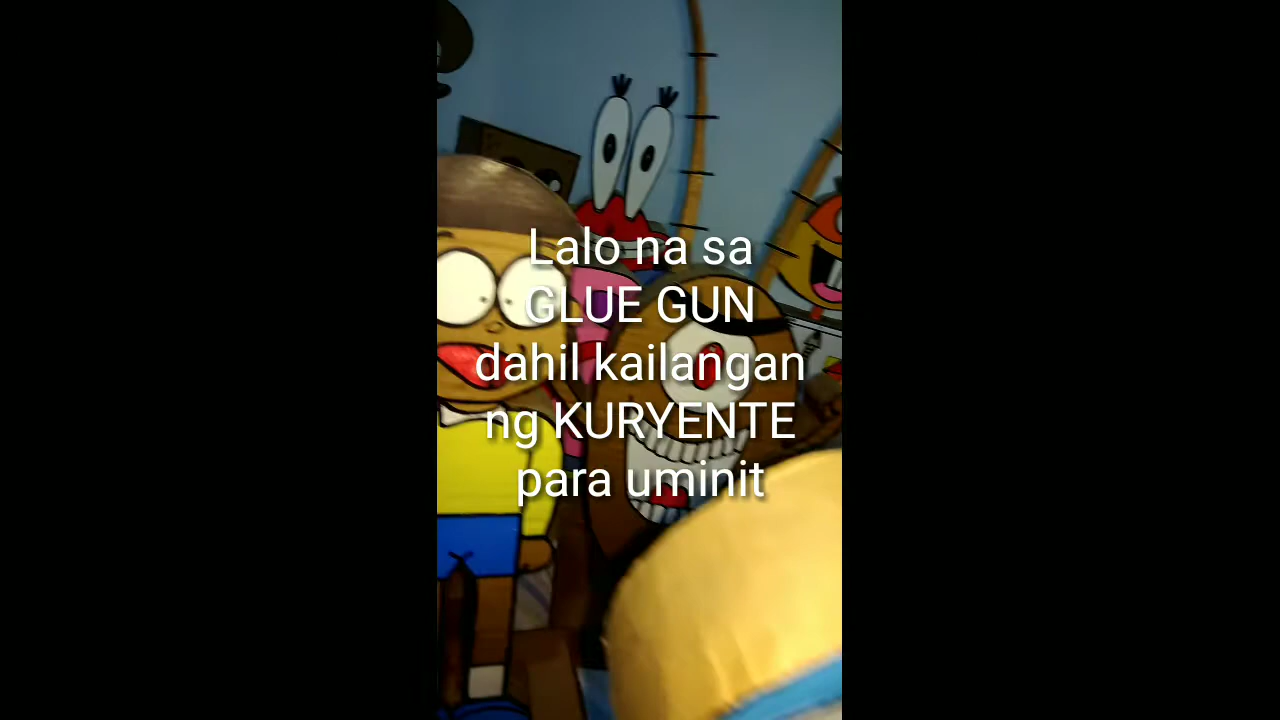 Lalo na sa
GLUE GUN
dahil kailangan
ng KURYENTE
para uminit